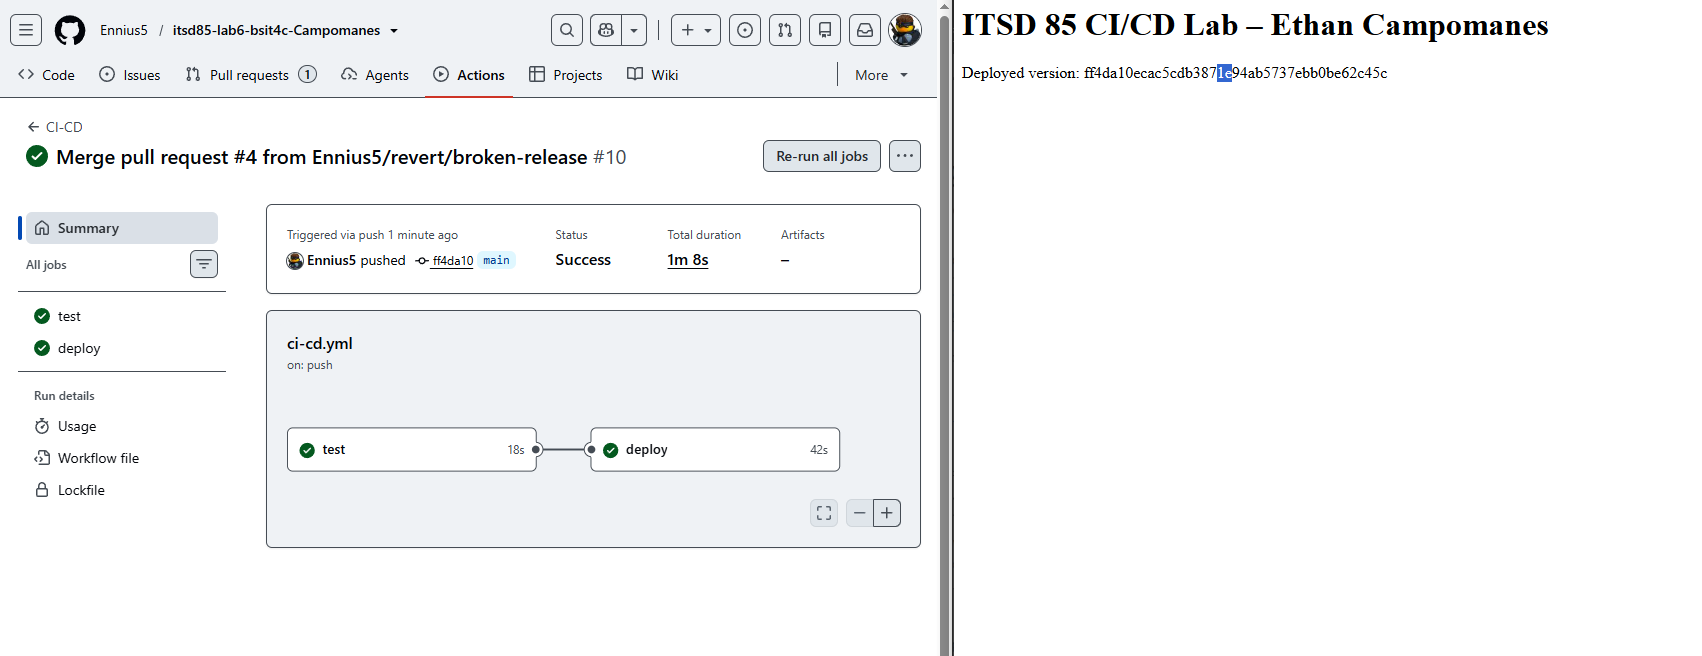 Ennius5 / itsd85-lab6-bsit4c-Campomanes
Code Issues Pull requests 1 Agents Actions Projects Wiki More
CI-CD
Merge pull request #4 from Ennius5/revert/broken-release #10
Re-run all jobs
Summary
All jobs
test
deploy
Run details
Usage
Workflow file
Lockfile
Triggered via push 1 minute ago
Ennius5 pushed ff4da10 main
Status
Success
Total duration
1m 8s
Artifacts
–
ci-cd.yml
on: push
test 18s
deploy 42s
ITSD 85 CI/CD Lab – Ethan Campomanes
Deployed version: ff4da10ecac5cdb3871e94ab5737ebb0be62c45c